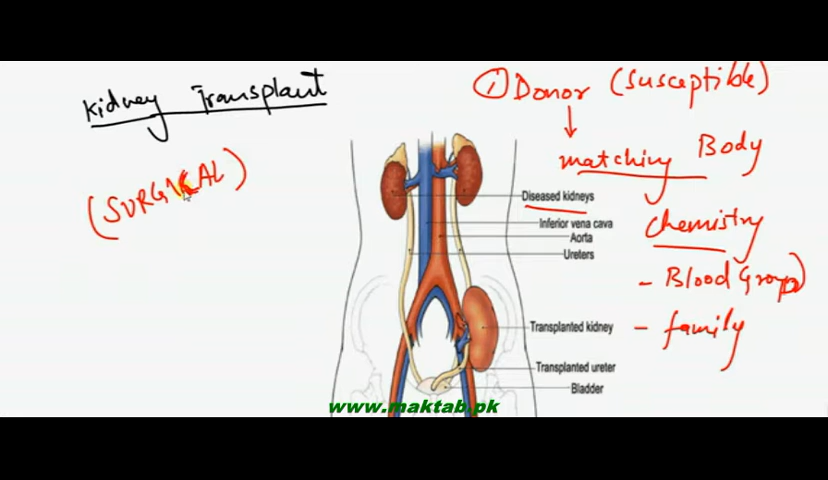 Kidney Transplant
(SURGICAL)
① Donor (Susceptible)
matching Body
Chemistry
- Blood Group)
- family
Diseased kidneys
Inferior vena cava
Aorta
Ureters
Transplanted kidney
Transplanted ureter
Bladder
www.maktab.pk